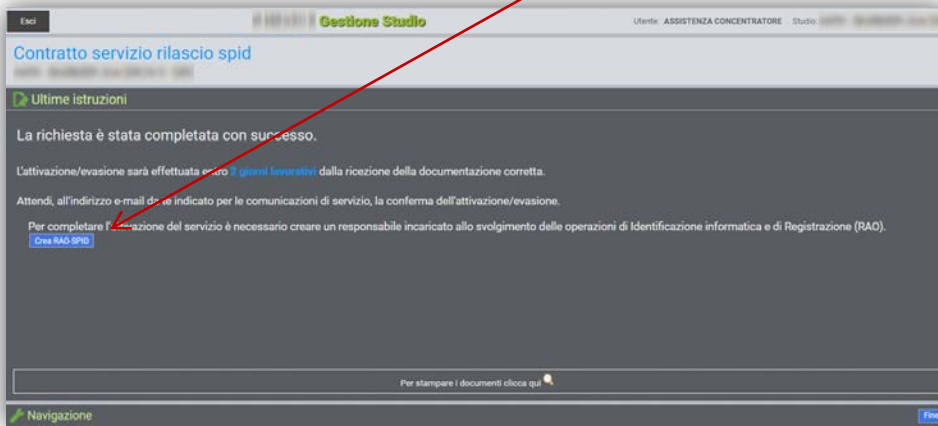 Esci
Gestione Studio
Utente: ASSISTENZA CONCENTRATORE Studio:
Contratto servizio rilascio spid
Ultime istruzioni
La richiesta è stata completata con successo.
L'attivazione/evasione sarà effettuata entro giorni lavorativi dalla ricezione della documentazione corretta.
Attendi, all'indirizzo e-mail da te indicato per le comunicazioni di servizio, la conferma dell'attivazione/evasione.
Per completare l'attivazione del servizio è necessario creare un responsabile incaricato allo svolgimento delle operazioni di Identificazione informatica e di Registrazione (RAO).
Crea RAO-SPID
Per stampare i documenti clicca qui
Navigazione
Fine